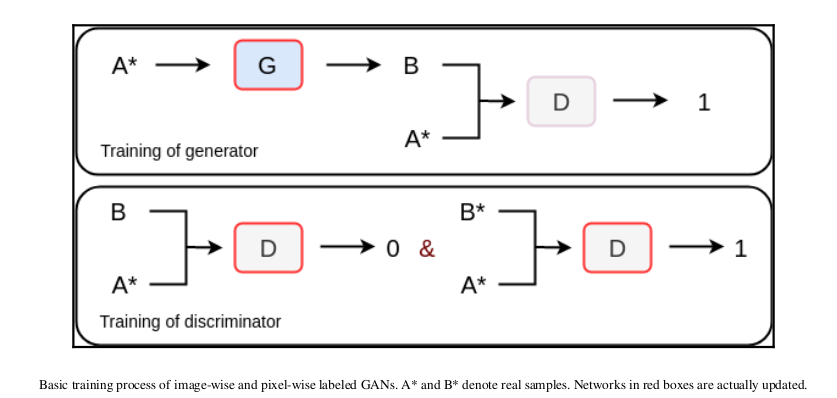 A* G B
A*
D 1
Training of generator
B
A*
D 0 &
B*
A*
D 1
Training of discriminator
Basic training process of image-wise and pixel-wise labeled GANs. A* and B* denote real samples. Networks in red boxes are actually updated.